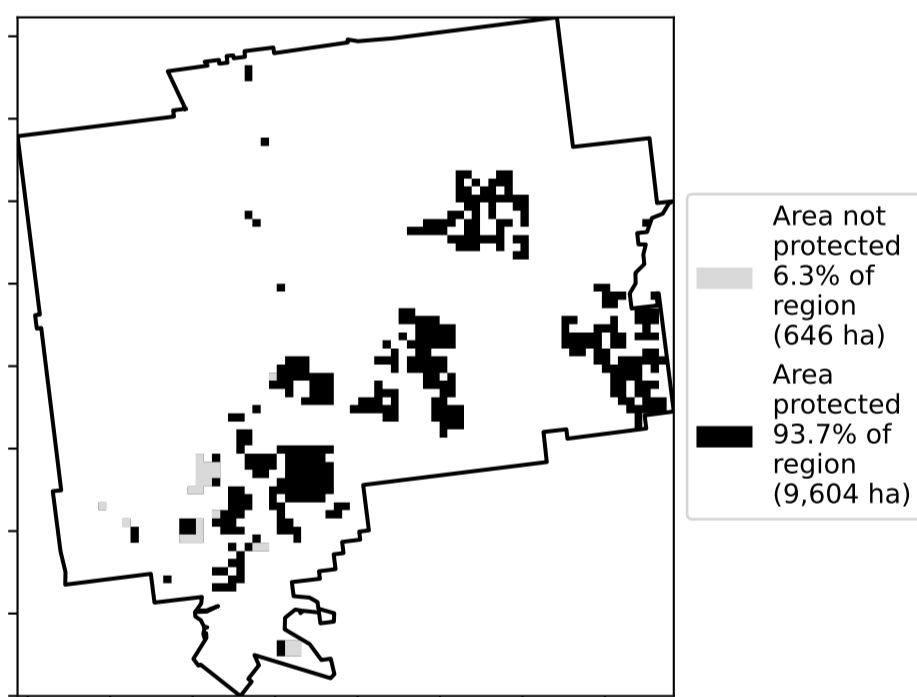 Area not
protected
6.3% of
region
(646 ha)
Area
protected
93.7% of
region
(9,604 ha)